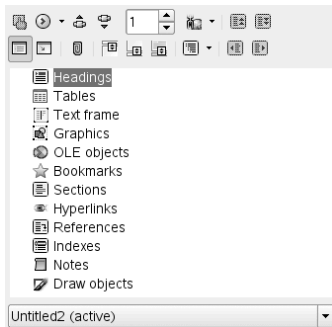 1
Headings
Tables
Text frame
Graphics
OLE objects
Bookmarks
Sections
Hyperlinks
References
Indexes
Notes
Draw objects
Untitled2 (active)